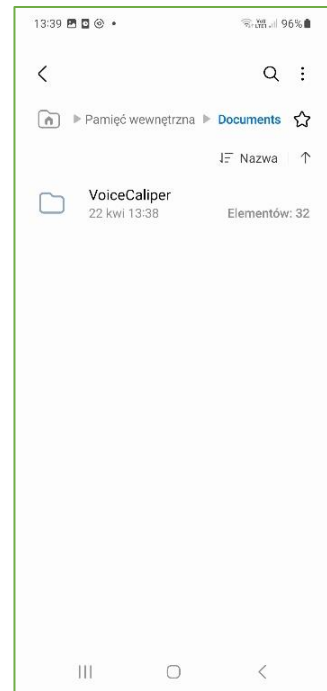 13:39 96%
Pamięć wewnętrzna Documents
Nazwa
VoiceCaliper
22 kwi 13:38 Elementów: 32